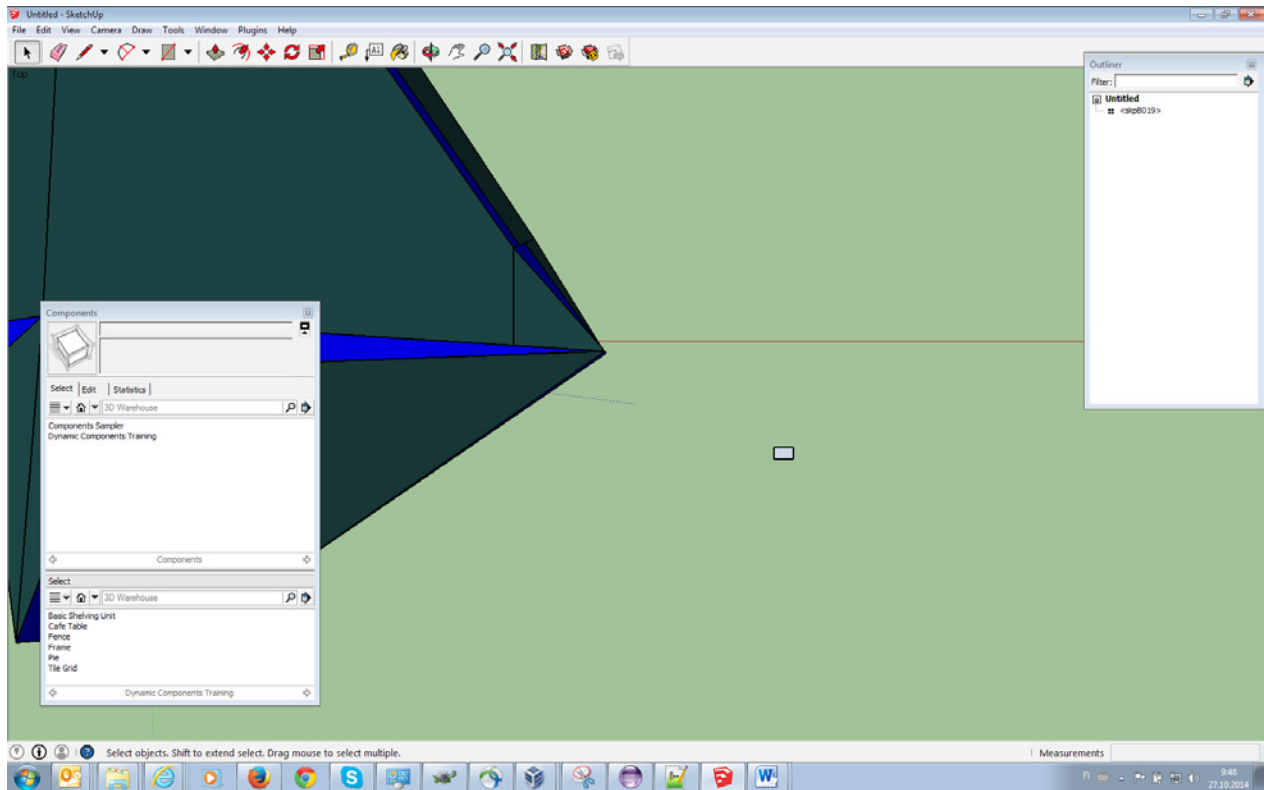 Untitled - SketchUp
File Edit View Camera Draw Tools Window Plugins Help
A1
Top
Outliner
Filter:
Untitled
<skp8019>
Components
Select Edit Statistics
3D Warehouse
Components Sampler
Dynamic Components Training
Components
Select
3D Warehouse
Basic Shelving Unit
Cafe Table
Fence
Frame
Pie
Tile Grid
Dynamic Components Training
Select objects. Shift to extend select. Drag mouse to select multiple.
Measurements
FI
9:48
27.10.2014